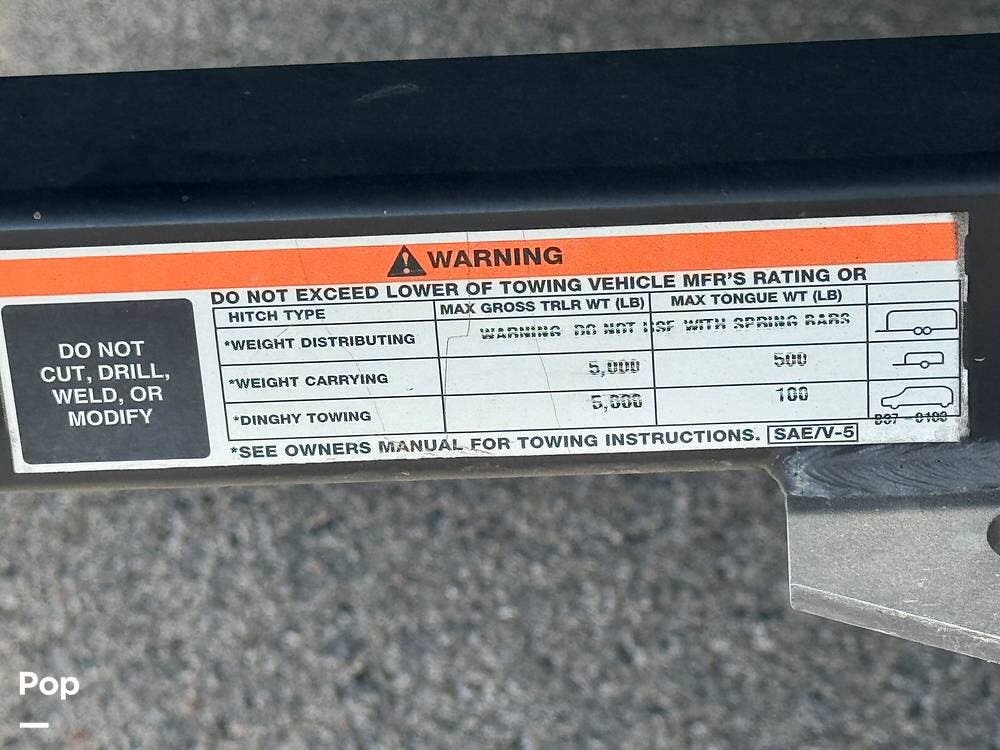 WARNING
DO NOT EXCEED LOWER OF TOWING VEHICLE MFR'S RATING OR
HITCH TYPE MAX GROSS TRLR WT (LB) MAX TONGUE WT (LB)
*WEIGHT DISTRIBUTING WARNING DO NOT USE WITH SPRING BARS
*WEIGHT CARRYING 5,000 500
*DINGHY TOWING 5,000 100
*SEE OWNERS MANUAL FOR TOWING INSTRUCTIONS. SAE/V-5
DO NOT
CUT, DRILL,
WELD, OR
MODIFY
Pop